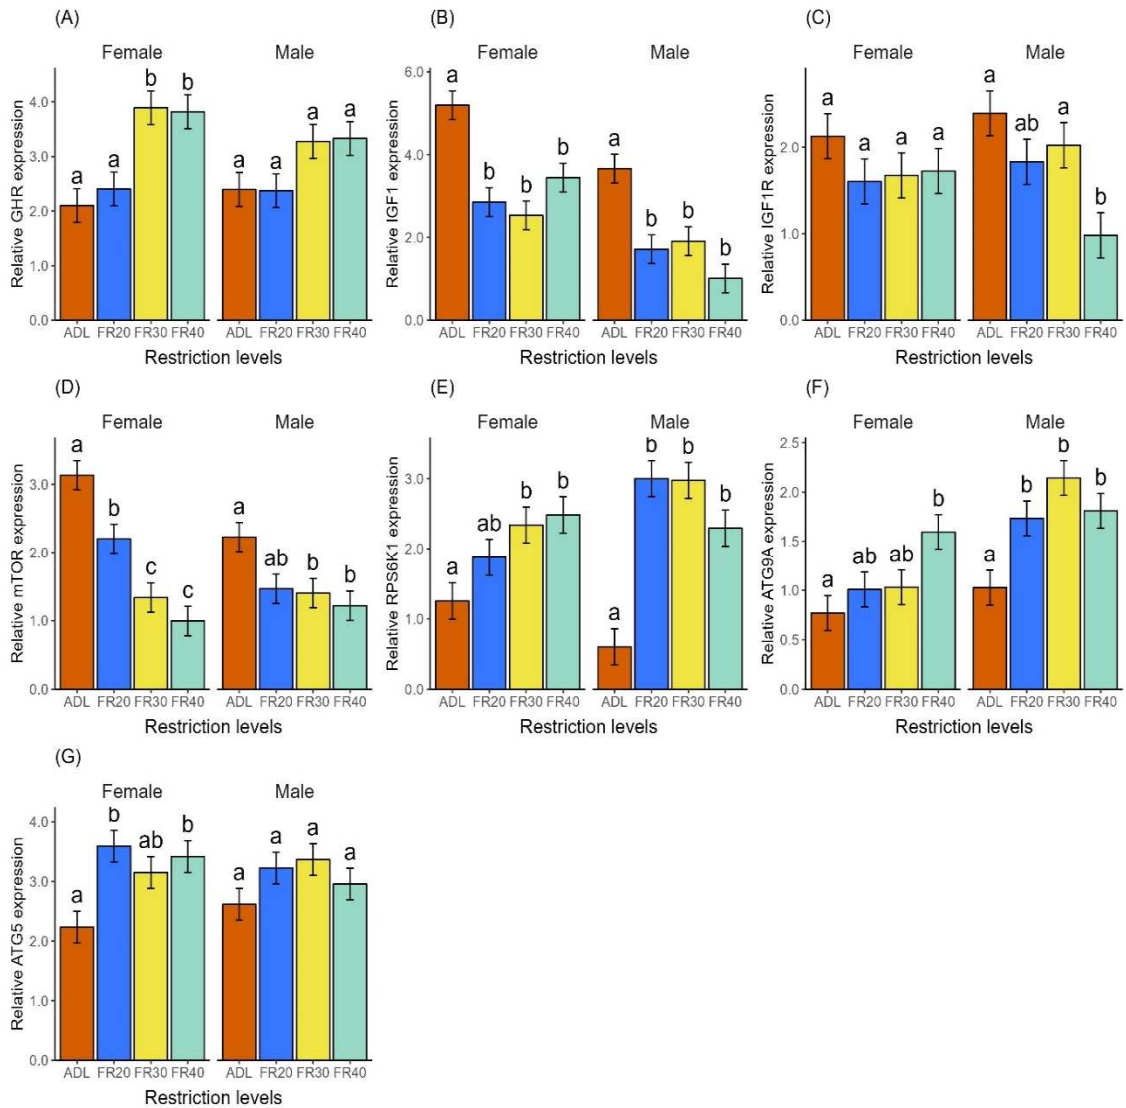 (A)
Female Male
Relative GHR expression
4.0
3.0
2.0
1.0
0.0
a a b b a a a a
ADL FR20 FR30 FR40 ADL FR20 FR30 FR40
Restriction levels
(B)
Female Male
Relative IGF1 expression
6.0
4.0
2.0
0.0
a b b b a b b b
ADL FR20 FR30 FR40 ADL FR20 FR30 FR40
Restriction levels
(C)
Female Male
Relative IGF1R expression
2.0
1.0
0.0
a a a a a ab a b
ADL FR20 FR30 FR40 ADL FR20 FR30 FR40
Restriction levels
(D)
Female Male
Relative mTOR expression
3.0
2.0
1.0
0.0
a b c c a ab b b
ADL FR20 FR30 FR40 ADL FR20 FR30 FR40
Restriction levels
(E)
Female Male
Relative RPS6K1 expression
3.0
2.0
1.0
0.0
a ab b b a b b b
ADL FR20 FR30 FR40 ADL FR20 FR30 FR40
Restriction levels
(F)
Female Male
Relative ATG9A expression
2.5
2.0
1.5
1.0
0.5
0.0
a ab ab b a b b b
ADL FR20 FR30 FR40 ADL FR20 FR30 FR40
Restriction levels
(G)
Female Male
Relative ATG5 expression
4.0
3.0
2.0
1.0
0.0
a b ab b a a a a
ADL FR20 FR30 FR40 ADL FR20 FR30 FR40
Restriction levels